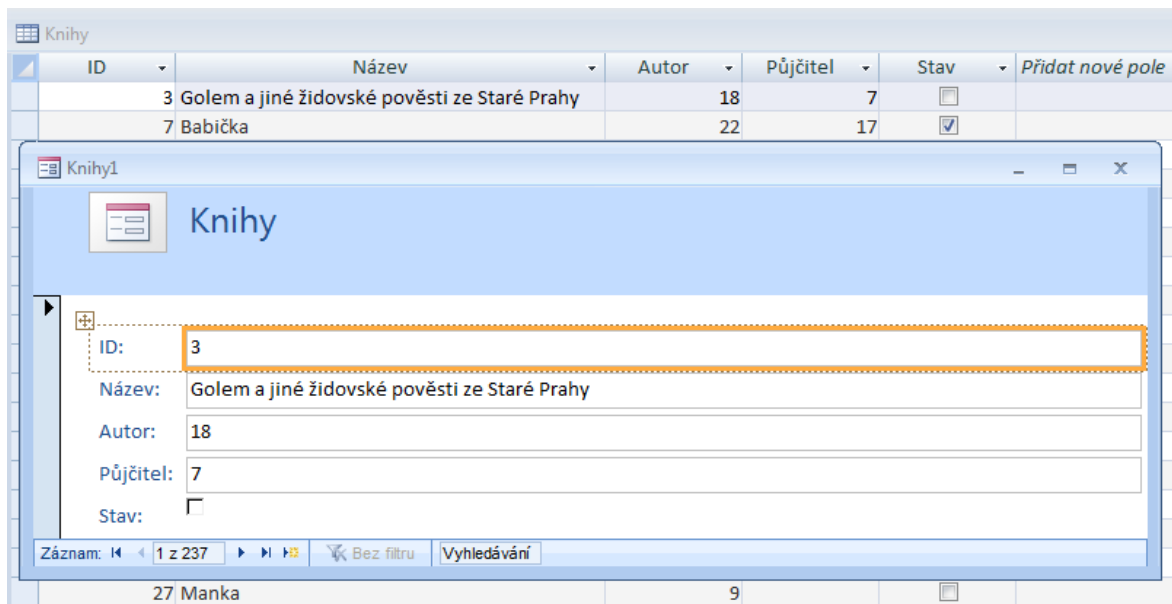 Knihy
ID Název Autor Půjčitel Stav Přidat nové pole
3 Golem a jiné židovské pověsti ze Staré Prahy 18 7
7 Babička 22 17
Knihy1
Knihy
ID: 3
Název: Golem a jiné židovské pověsti ze Staré Prahy
Autor: 18
Půjčitel: 7
Stav:
Záznam: 1 z 237 Bez filtru Vyhledávání
27 Manka 9